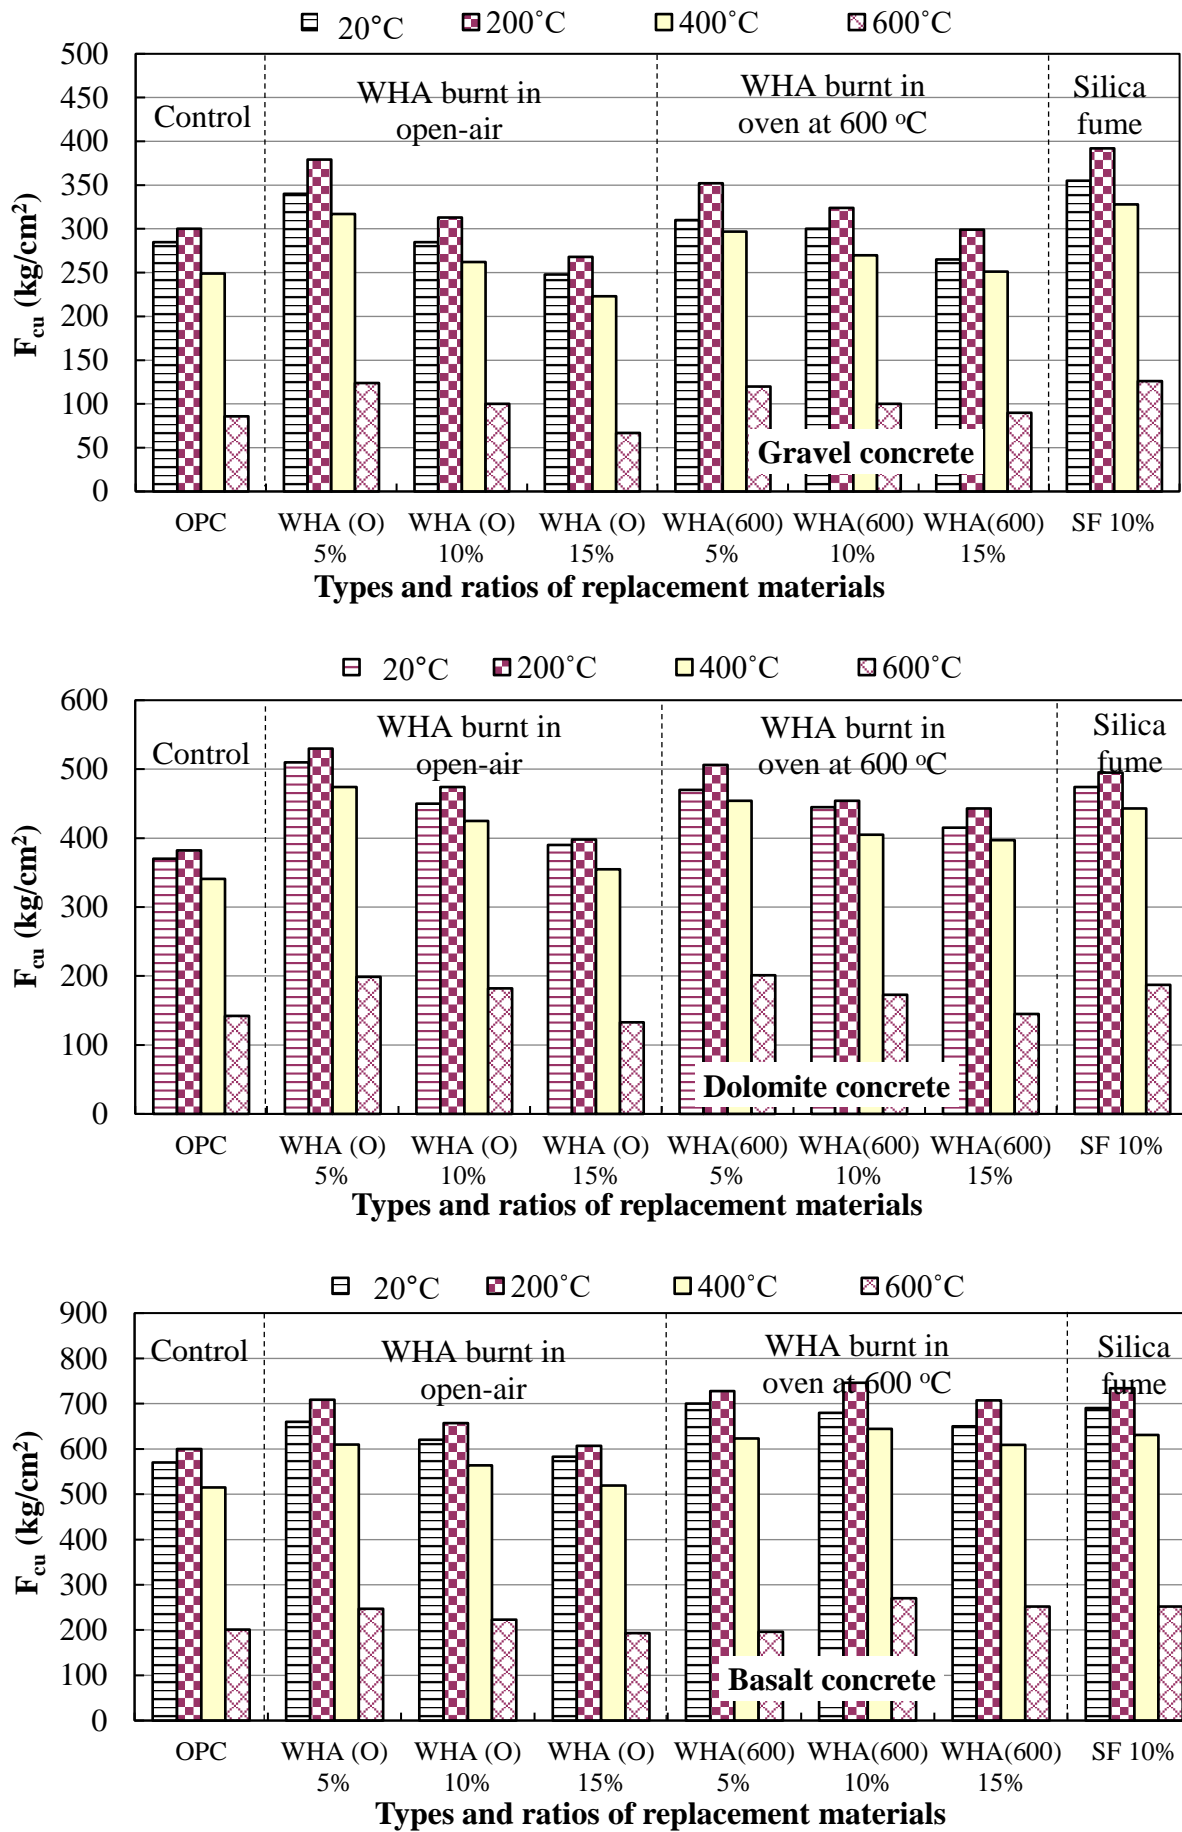 20°C 200˚C 400˚C 600˚C
500
450
400
350
300
250
200
150
100
50
0
F_cu (kg/cm²)
Control
WHA burnt in
open-air
WHA burnt in
oven at 600 ºC
Silica
fume
Gravel concrete
OPC WHA (O) WHA (O) WHA (O) WHA(600) WHA(600) WHA(600) SF 10%
5% 10% 15% 5% 10% 15%
Types and ratios of replacement materials
20°C 200˚C 400˚C 600˚C
600
500
400
300
200
100
0
F_cu (kg/cm²)
Control
WHA burnt in
open-air
WHA burnt in
oven at 600 ºC
Silica
fume
Dolomite concrete
OPC WHA (O) WHA (O) WHA (O) WHA(600) WHA(600) WHA(600) SF 10%
5% 10% 15% 5% 10% 15%
Types and ratios of replacement materials
20°C 200˚C 400˚C 600˚C
900
800
700
600
500
400
300
200
100
0
F_cu (kg/cm²)
Control
WHA burnt in
open-air
WHA burnt in
oven at 600 ºC
Silica
fume
Basalt concrete
OPC WHA (O) WHA (O) WHA (O) WHA(600) WHA(600) WHA(600) SF 10%
5% 10% 15% 5% 10% 15%
Types and ratios of replacement materials